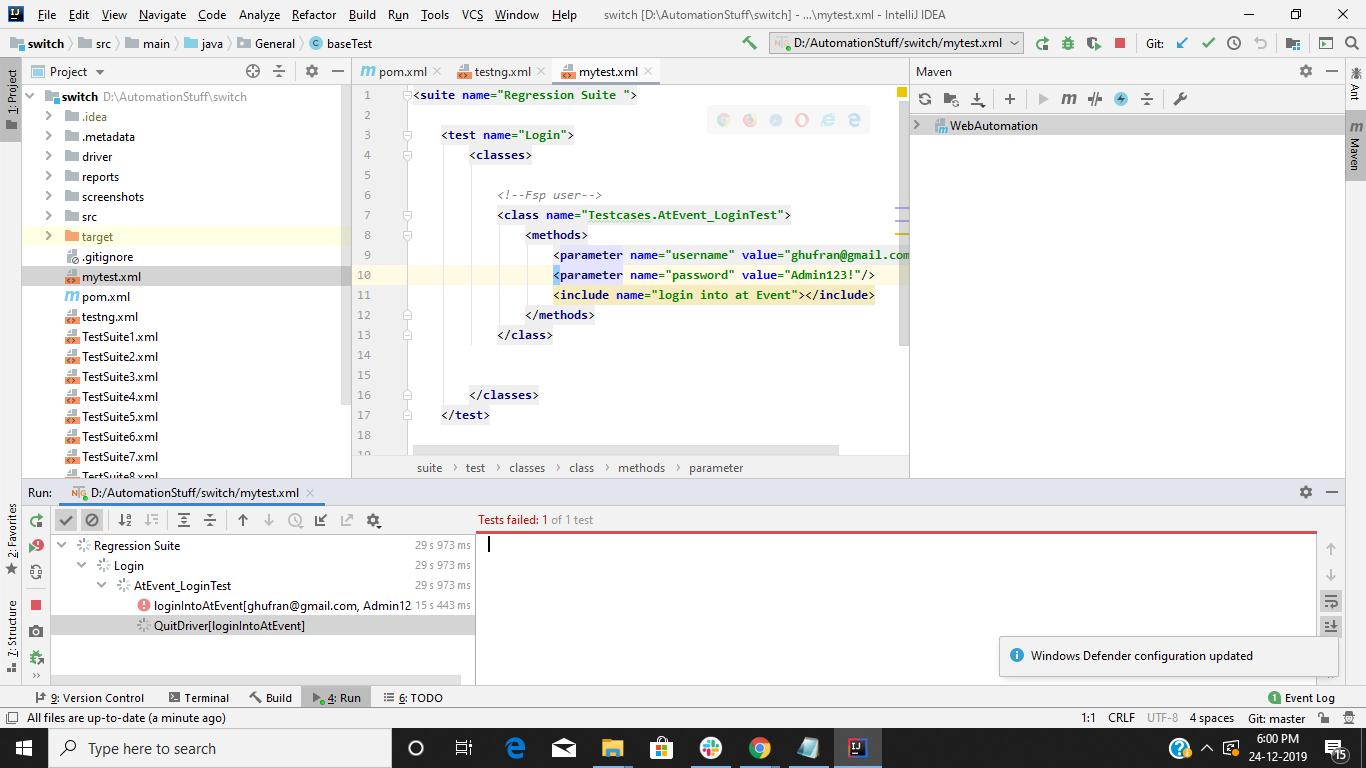 File Edit View Navigate Code Analyze Refactor Build Run Tools VCS Window Help switch [D:\AutomationStuff\switch] - ...\mytest.xml - IntelliJ IDEA
switch src main java General baseTest D:/AutomationStuff/switch/mytest.xml Git:
1: Project
Project
switch D:\AutomationStuff\switch
.idea
.metadata
driver
reports
screenshots
src
target
.gitignore
mytest.xml
pom.xml
testng.xml
TestSuite1.xml
TestSuite2.xml
TestSuite3.xml
TestSuite4.xml
TestSuite5.xml
TestSuite6.xml
TestSuite7.xml
TestSuite8.xml
pom.xml testng.xml mytest.xml
1 <suite name="Regression Suite ">
2
3 <test name="Login">
4 <classes>
5
6 <!--Fsp user-->
7 <class name="Testcases.AtEvent_LoginTest">
8 <methods>
9 <parameter name="username" value="ghufran@gmail.com
10 <parameter name="password" value="Admin123!"/>
11 <include name="login into at Event"></include>
12 </methods>
13 </class>
14
15
16 </classes>
17 </test>
18
19
suite test classes class methods parameter
Maven
WebAutomation
Ant
Maven
Run: D:/AutomationStuff/switch/mytest.xml
2: Favorites
7: Structure
Tests failed: 1 of 1 test
Regression Suite 29 s 973 ms
Login 29 s 973 ms
AtEvent_LoginTest 29 s 973 ms
loginIntoAtEvent[ghufran@gmail.com, Admin12 15 s 443 ms
QuitDriver[loginIntoAtEvent]
Windows Defender configuration updated
9: Version Control Terminal Build 4: Run 6: TODO 1 Event Log
All files are up-to-date (a minute ago) 1:1 CRLF UTF-8 4 spaces Git: master
Type here to search
6:00 PM
24-12-2019
15